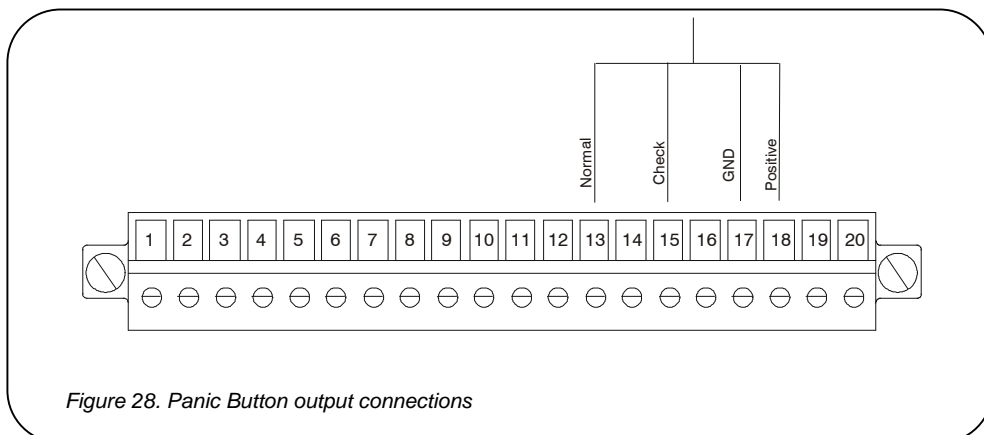 Normal
Check
GND
Positive
1 2 3 4 5 6 7 8 9 10 11 12 13 14 15 16 17 18 19 20
Figure 28. Panic Button output connections